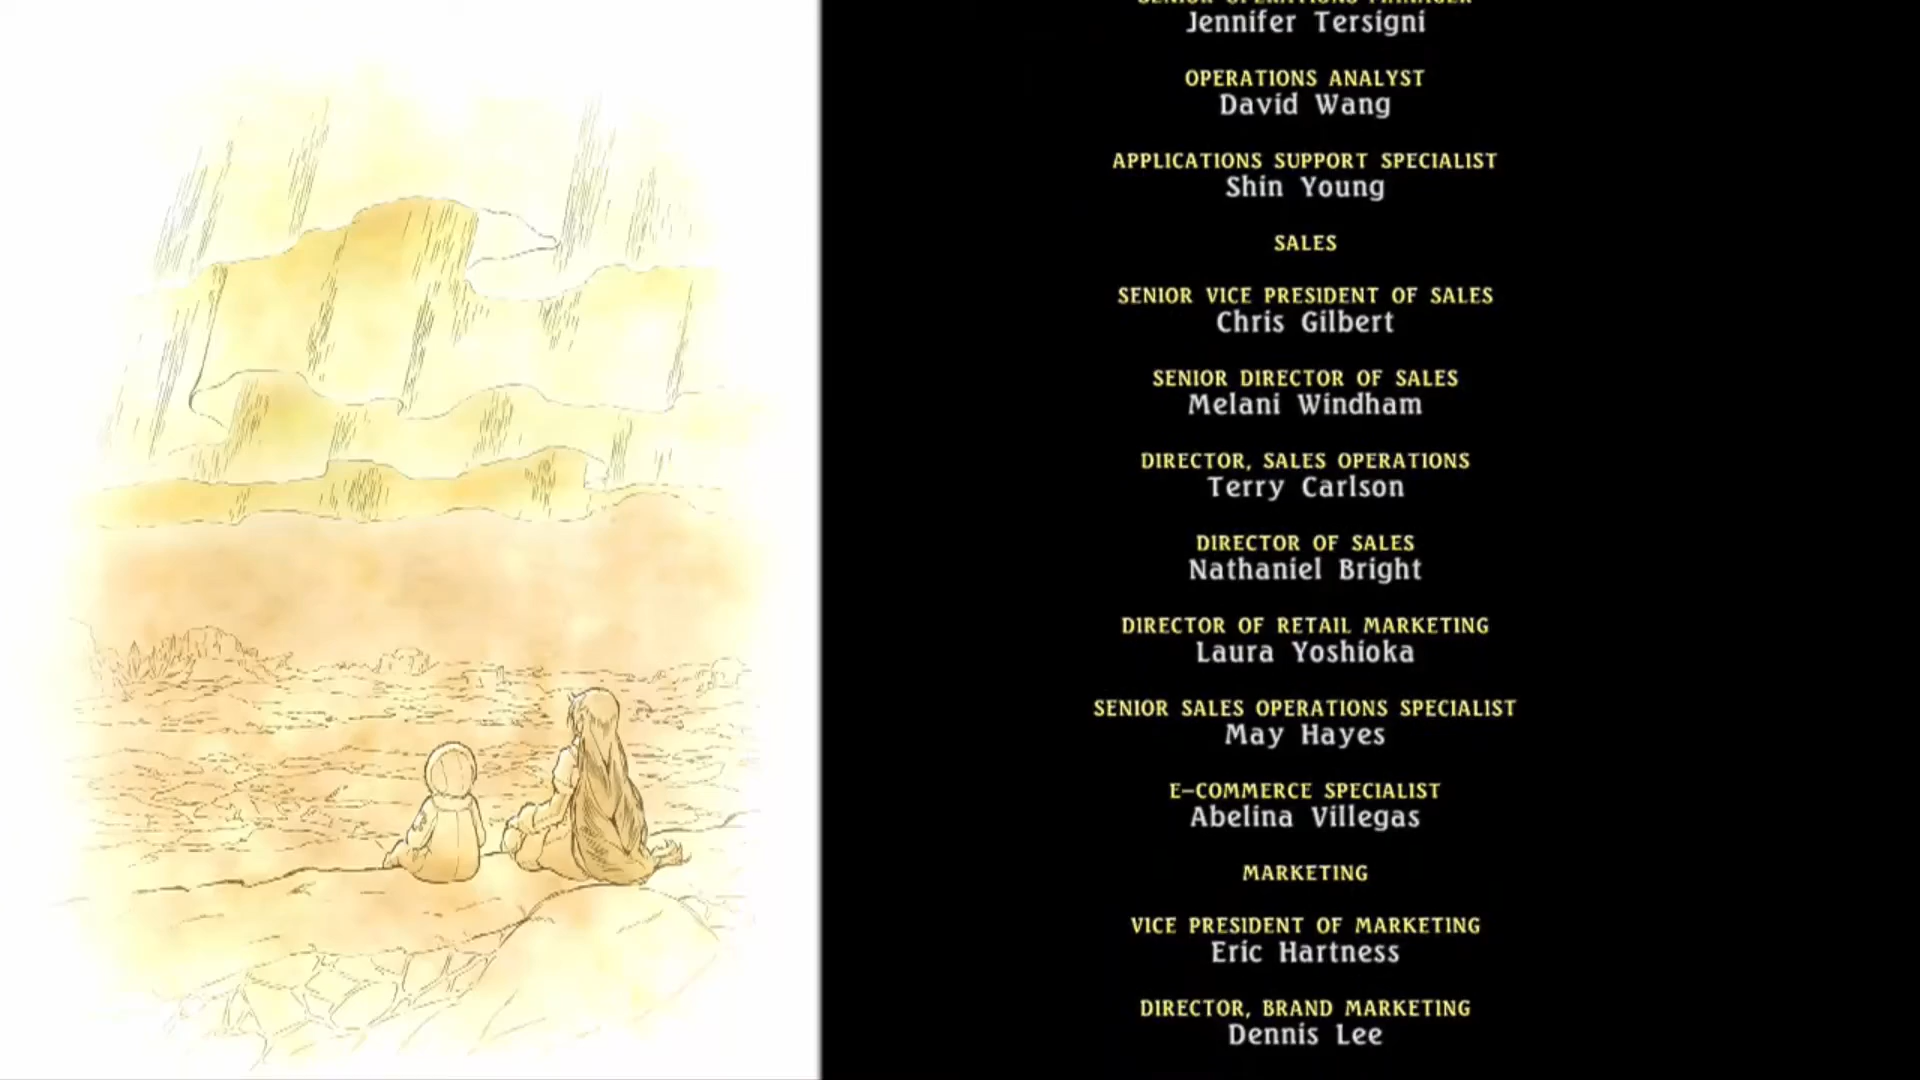 SENIOR OPERATIONS MANAGER
Jennifer Tersigni
OPERATIONS ANALYST
David Wang
APPLICATIONS SUPPORT SPECIALIST
Shin Young
SALES
SENIOR VICE PRESIDENT OF SALES
Chris Gilbert
SENIOR DIRECTOR OF SALES
Melani Windham
DIRECTOR, SALES OPERATIONS
Terry Carlson
DIRECTOR OF SALES
Nathaniel Bright
DIRECTOR OF RETAIL MARKETING
Laura Yoshioka
SENIOR SALES OPERATIONS SPECIALIST
May Hayes
E-COMMERCE SPECIALIST
Abelina Villegas
MARKETING
VICE PRESIDENT OF MARKETING
Eric Hartness
DIRECTOR, BRAND MARKETING
Dennis Lee